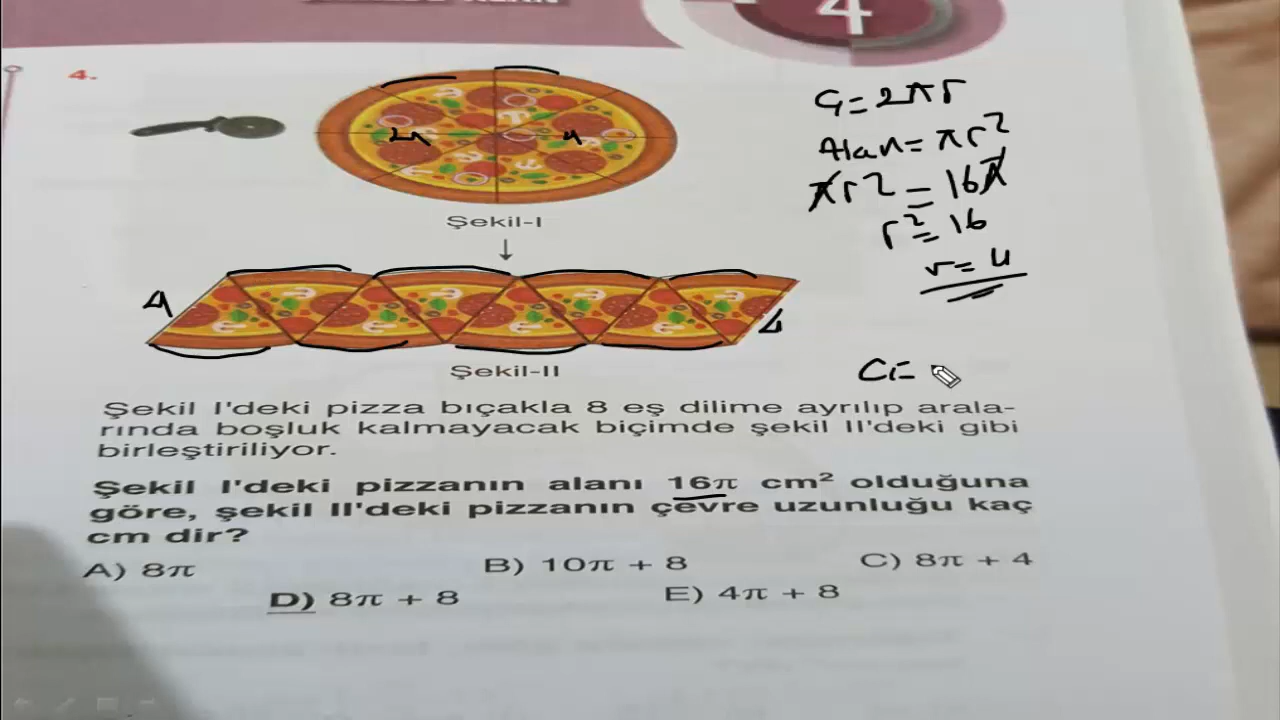 4
4.
Ç = 2πr
Alan = πr²
πr² = 16π
r² = 16
r = 4
4
Şekil-I
↓
4
4
Şekil-II
Ç =
Şekil I'deki pizza bıçakla 8 eş dilime ayrılıp arala-
rında boşluk kalmayacak biçimde şekil II'deki gibi
birleştiriliyor.
Şekil I'deki pizzanın alanı 16π cm² olduğuna
göre, şekil II'deki pizzanın çevre uzunluğu kaç
cm dir?
A) 8π
B) 10π + 8
C) 8π + 4
D) 8π + 8
E) 4π + 8